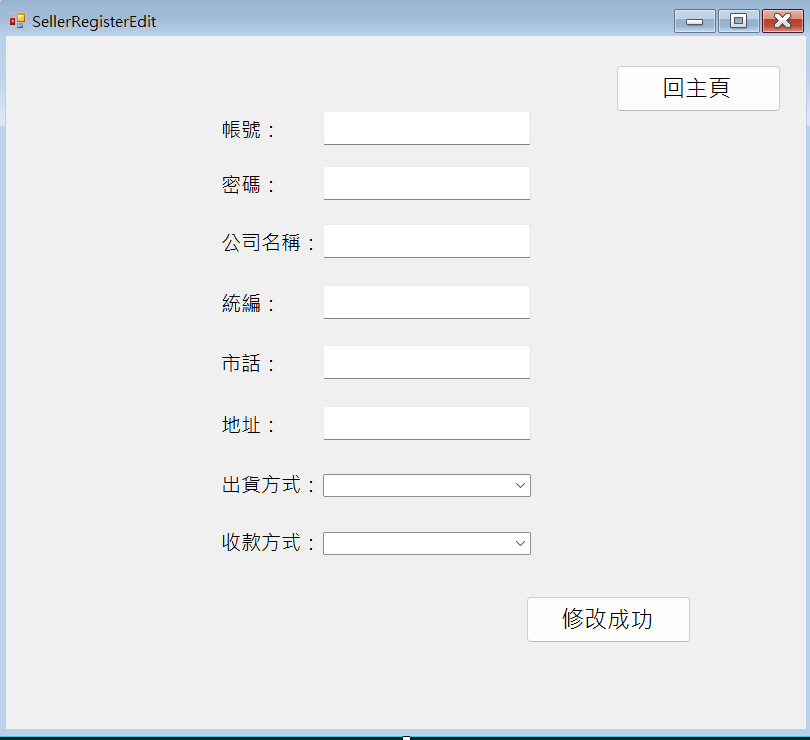 SellerRegisterEdit
回主頁
帳號：
密碼：
公司名稱：
統編：
市話：
地址：
出貨方式：
收款方式：
修改成功